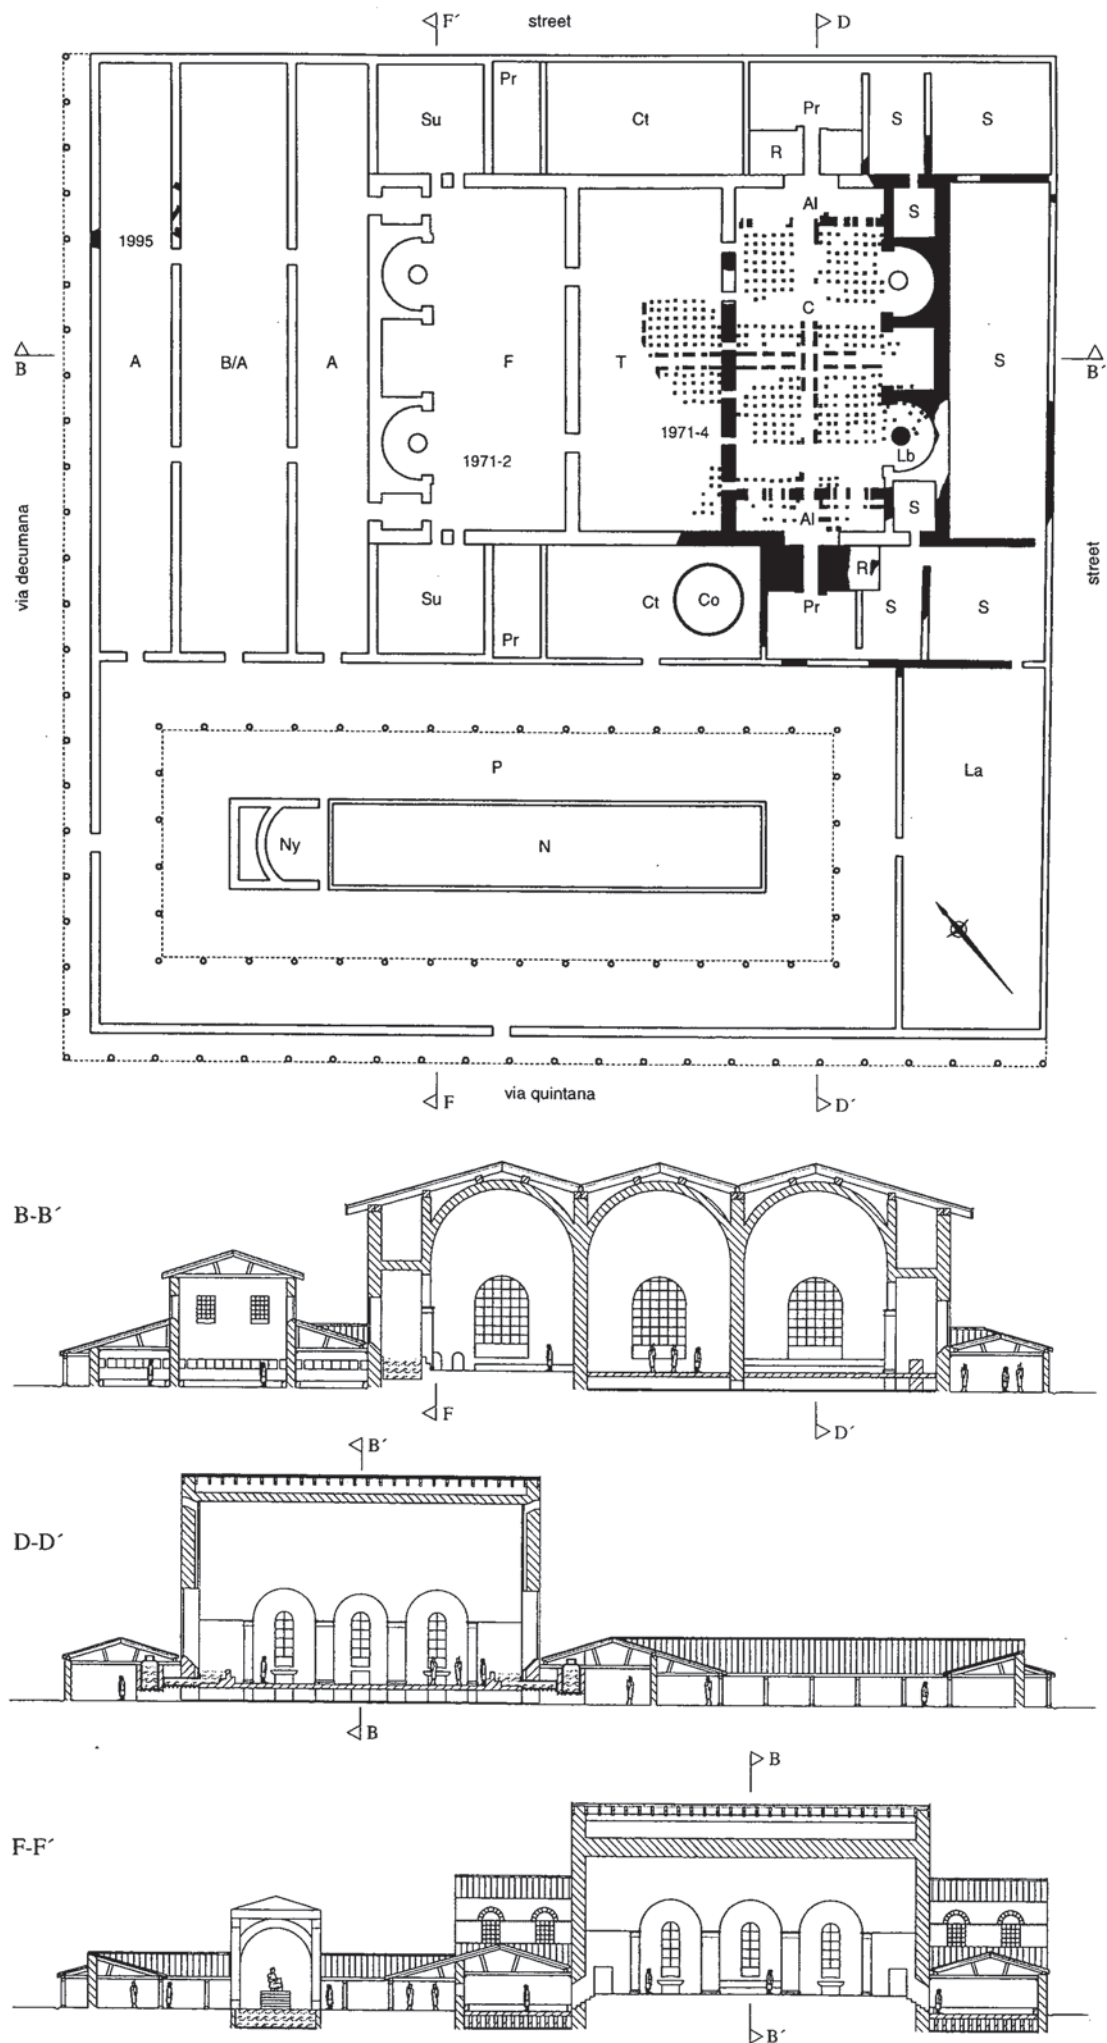 F´ street D
Pr
Su Ct Pr S S
R
Al S
1995
C
B A B/A A F T S B´
1971-4
1971-2 Lb
S
Al
R
Su Ct Co Pr S S
Pr
via decumana
street
P La
Ny N
F via quintana D´
B-B´
F D´
B´
D-D´
B
B
F-F´
B´